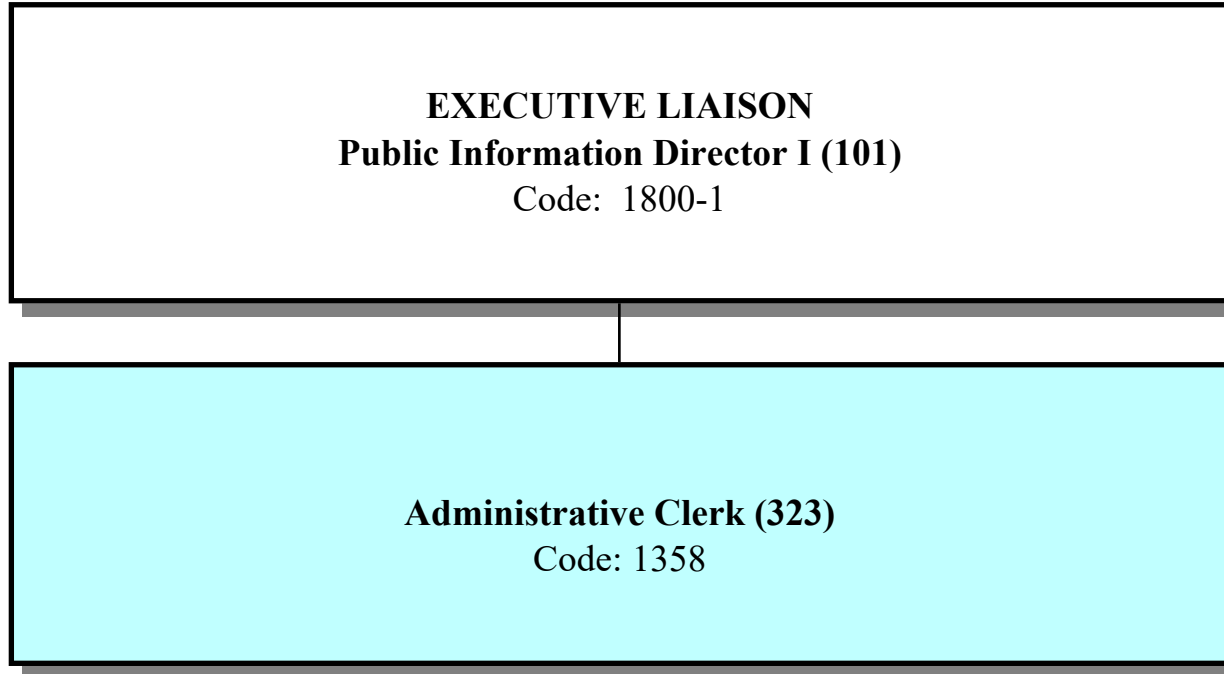 EXECUTIVE LIAISON
Public Information Director I (101)
Code:  1800-1
Administrative Clerk (323)
Code: 1358